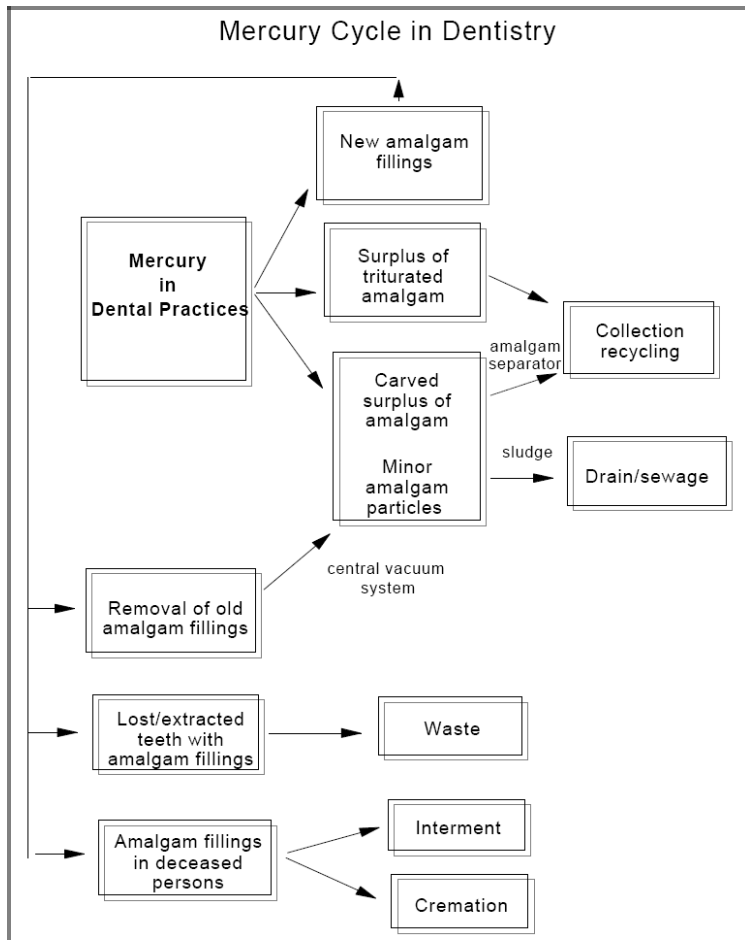 Mercury Cycle in Dentistry
New amalgam
fillings
Mercury
in
Dental Practices
Surplus of
triturated
amalgam
Collection
recycling
amalgam
separator
Carved
surplus of
amalgam
Minor
amalgam
particles
sludge
Drain/sewage
central vacuum
system
Removal of old
amalgam fillings
Lost/extracted
teeth with
amalgam fillings
Waste
Amalgam fillings
in deceased
persons
Interment
Cremation